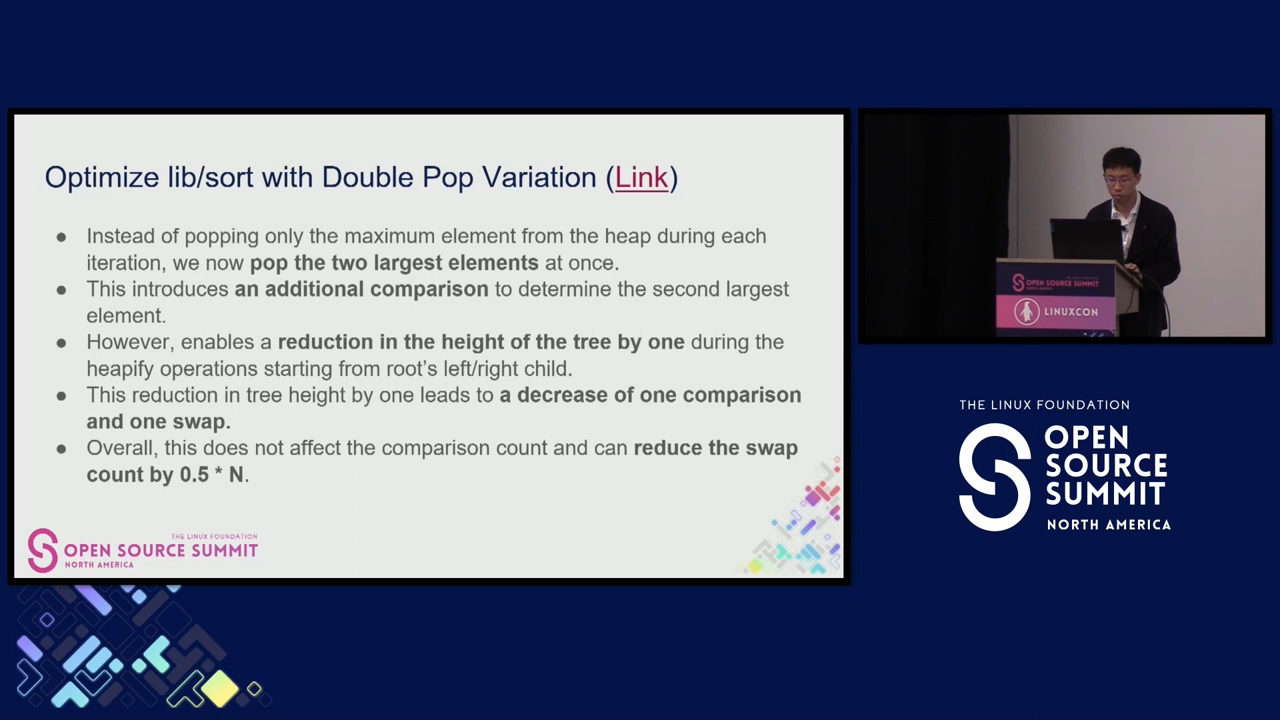 Optimize lib/sort with Double Pop Variation (Link)
● Instead of popping only the maximum element from the heap during each
iteration, we now pop the two largest elements at once.
● This introduces an additional comparison to determine the second largest
element.
● However, enables a reduction in the height of the tree by one during the
heapify operations starting from root's left/right child.
● This reduction in tree height by one leads to a decrease of one comparison
and one swap.
● Overall, this does not affect the comparison count and can reduce the swap
count by 0.5 * N.
THE LINUX FOUNDATION
OPEN SOURCE SUMMIT
NORTH AMERICA
OPEN SOURCE SUMMIT
NORTH AMERICA
LINUXCON
THE LINUX FOUNDATION
OPEN
SOURCE
SUMMIT
NORTH AMERICA